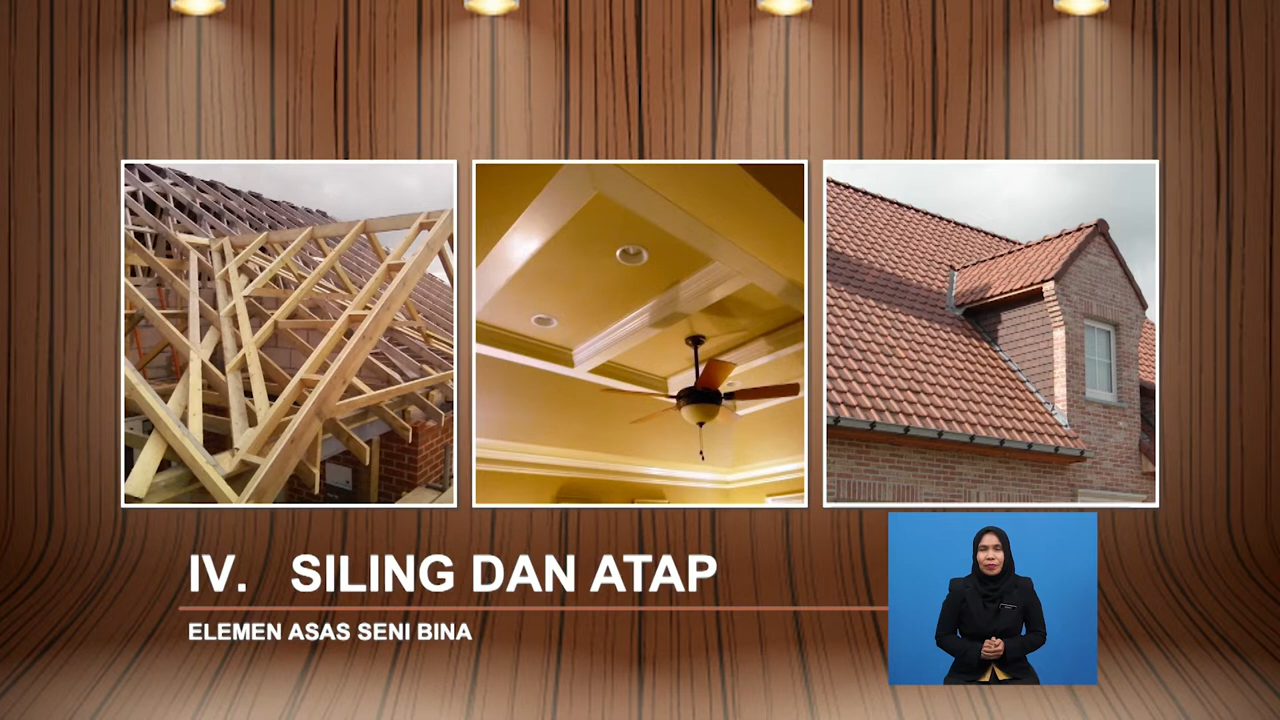 IV. SILING DAN ATAP
ELEMEN ASAS SENI BINA